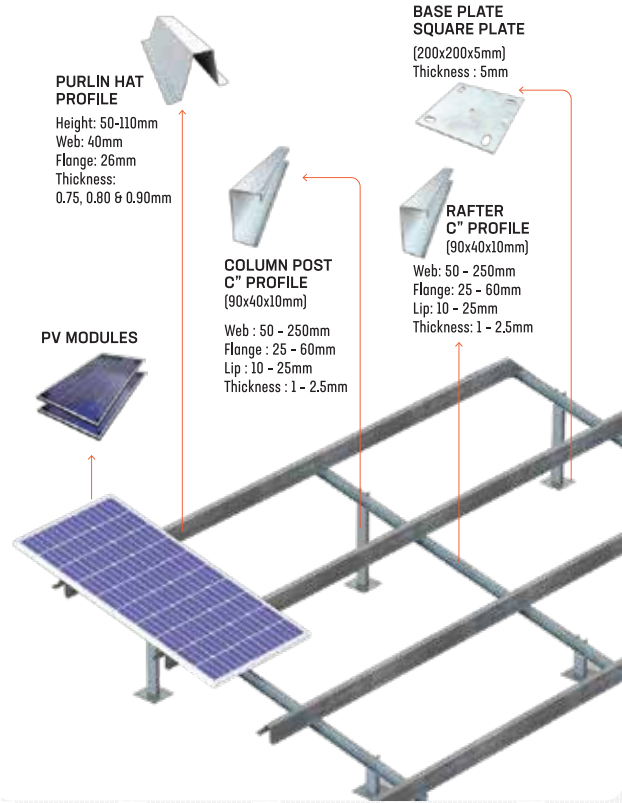 BASE PLATE
SQUARE PLATE
(200x200x5mm)
Thickness : 5mm
PURLIN HAT
PROFILE
Height: 50-110mm
Web: 40mm
Flange: 26mm
Thickness:
0.75, 0.80 & 0.90mm
COLUMN POST
C” PROFILE
(90x40x10mm)
Web : 50 - 250mm
Flange : 25 - 60mm
Lip : 10 - 25mm
Thickness : 1 - 2.5mm
RAFTER
C” PROFILE
(90x40x10mm)
Web: 50 - 250mm
Flange: 25 - 60mm
Lip: 10 - 25mm
Thickness: 1 - 2.5mm
PV MODULES